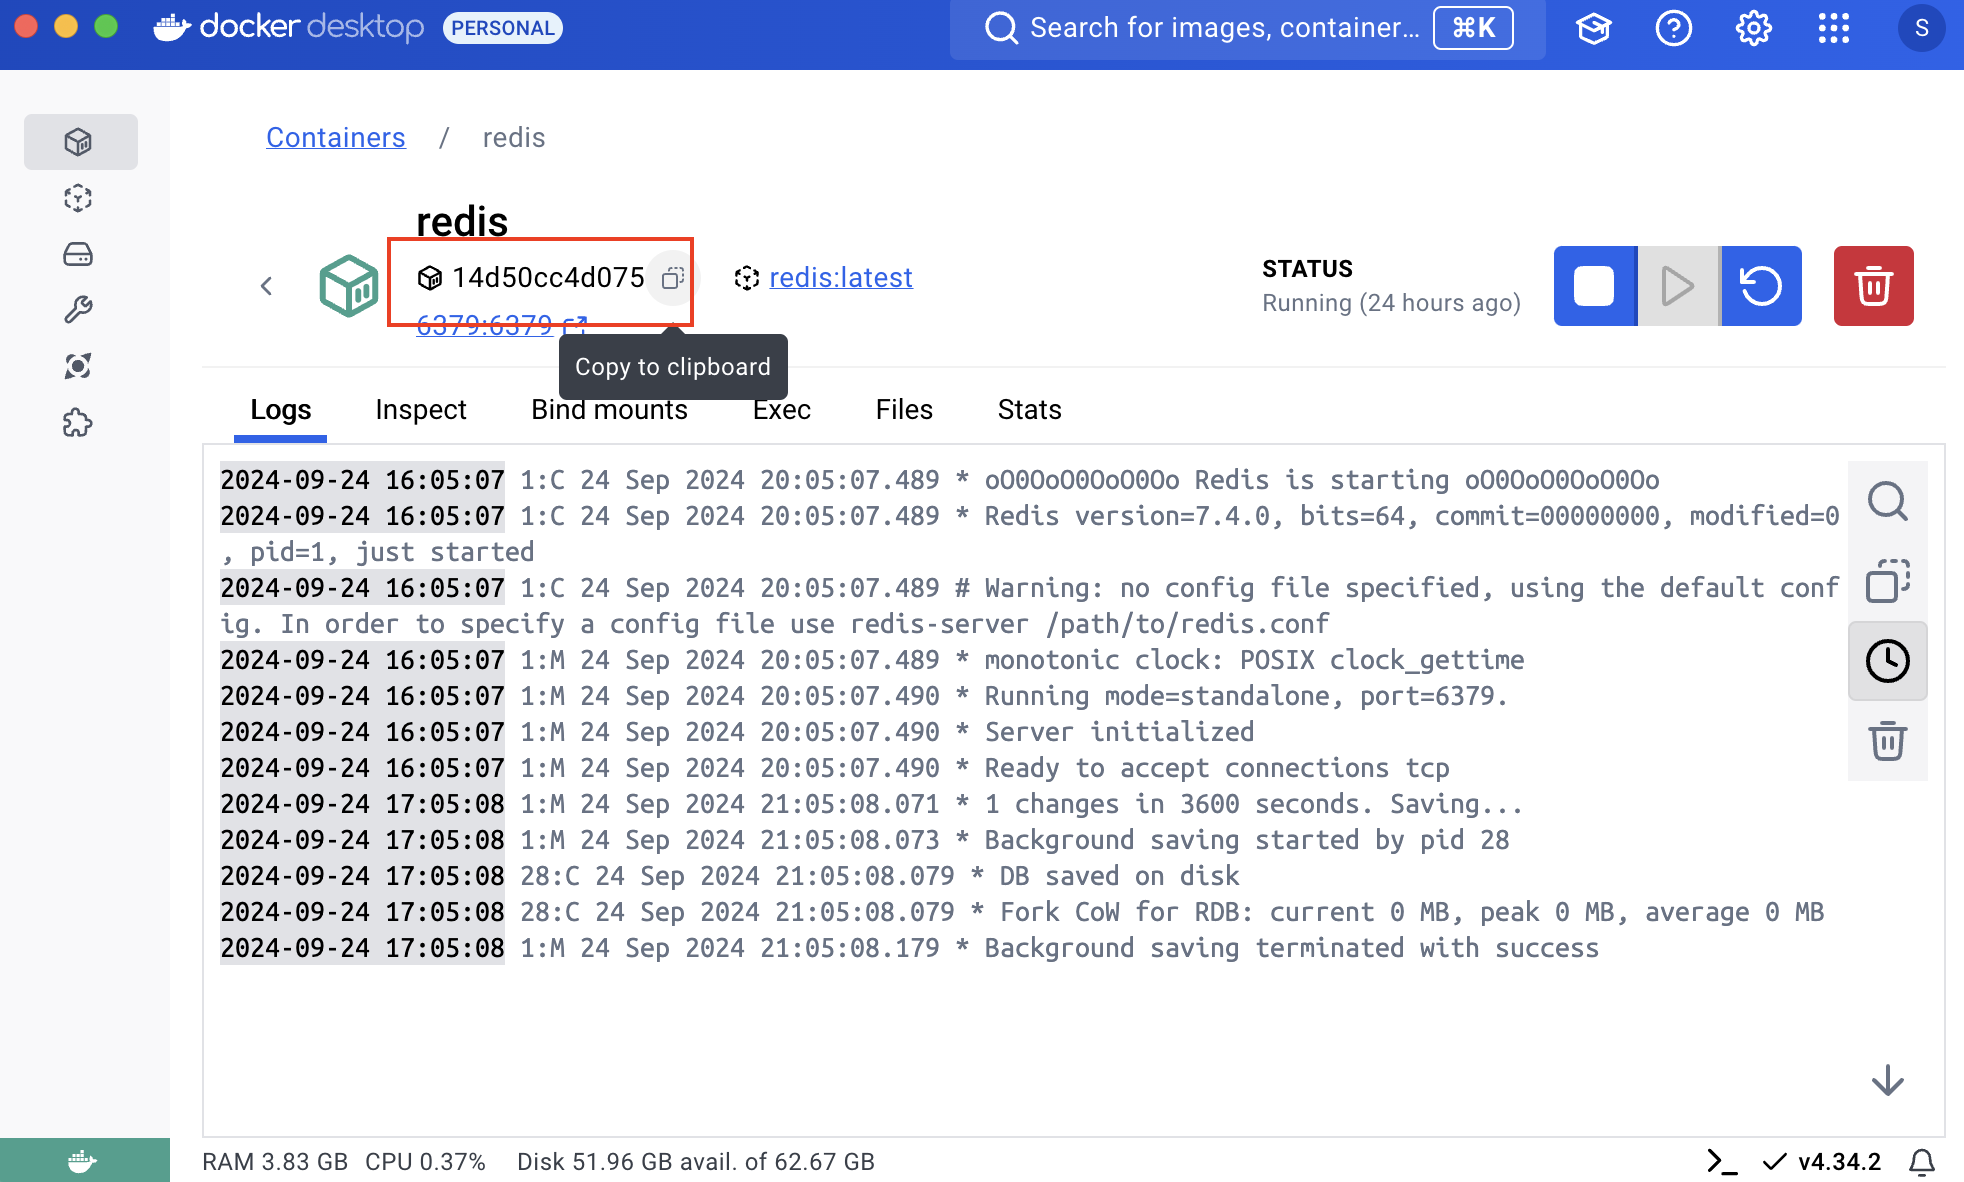 docker desktop PERSONAL Search for images, container... ⌘K S
Containers / redis
redis
14d50cc4d075 redis:latest
6379:6379
STATUS
Running (24 hours ago)
Copy to clipboard
Logs Inspect Bind mounts Exec Files Stats
2024-09-24 16:05:07 1:C 24 Sep 2024 20:05:07.489 * oO0OoO0OoO0Oo Redis is starting oO0OoO0OoO0Oo
2024-09-24 16:05:07 1:C 24 Sep 2024 20:05:07.489 * Redis version=7.4.0, bits=64, commit=00000000, modified=0
, pid=1, just started
2024-09-24 16:05:07 1:C 24 Sep 2024 20:05:07.489 # Warning: no config file specified, using the default conf
ig. In order to specify a config file use redis-server /path/to/redis.conf
2024-09-24 16:05:07 1:M 24 Sep 2024 20:05:07.489 * monotonic clock: POSIX clock_gettime
2024-09-24 16:05:07 1:M 24 Sep 2024 20:05:07.490 * Running mode=standalone, port=6379.
2024-09-24 16:05:07 1:M 24 Sep 2024 20:05:07.490 * Server initialized
2024-09-24 16:05:07 1:M 24 Sep 2024 20:05:07.490 * Ready to accept connections tcp
2024-09-24 17:05:08 1:M 24 Sep 2024 21:05:08.071 * 1 changes in 3600 seconds. Saving...
2024-09-24 17:05:08 1:M 24 Sep 2024 21:05:08.073 * Background saving started by pid 28
2024-09-24 17:05:08 28:C 24 Sep 2024 21:05:08.079 * DB saved on disk
2024-09-24 17:05:08 28:C 24 Sep 2024 21:05:08.079 * Fork CoW for RDB: current 0 MB, peak 0 MB, average 0 MB
2024-09-24 17:05:08 1:M 24 Sep 2024 21:05:08.179 * Background saving terminated with success
RAM 3.83 GB CPU 0.37% Disk 51.96 GB avail. of 62.67 GB v4.34.2